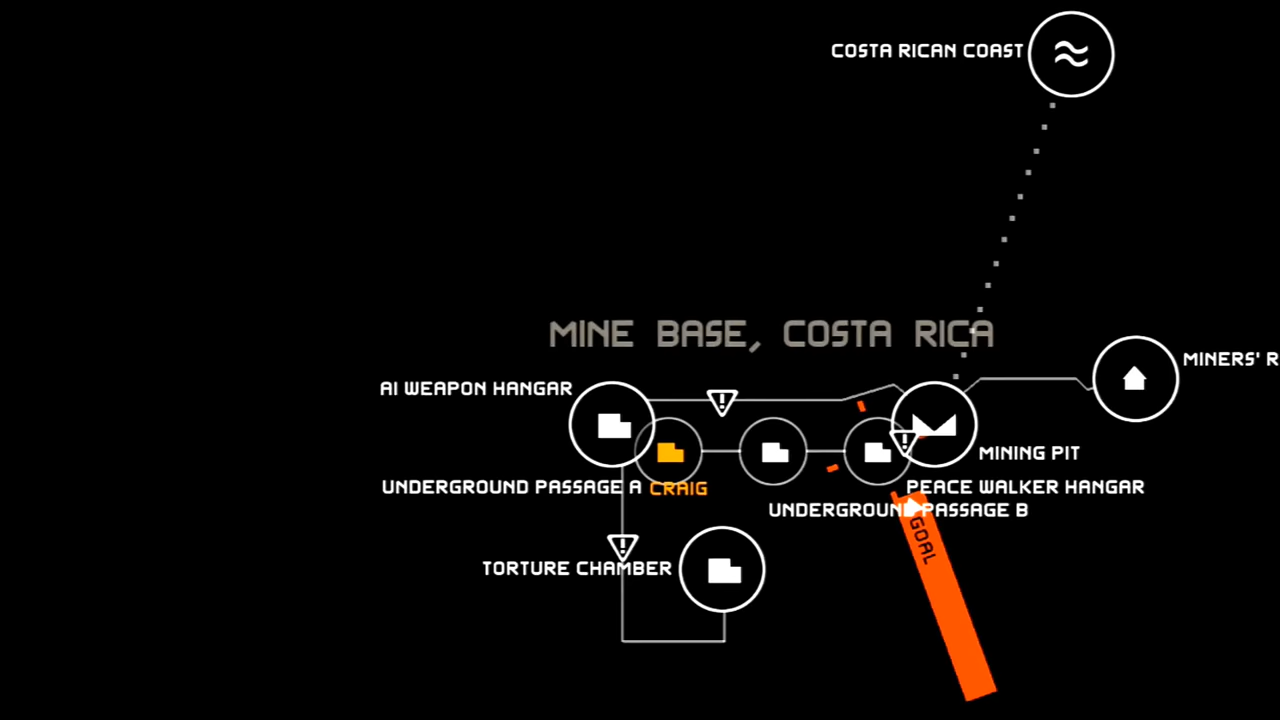 COSTA RICAN COAST
MINE BASE, COSTA RICA
MINERS' R
AI WEAPON HANGAR
MINING PIT
UNDERGROUND PASSAGE A
CRAIG
PEACE WALKER HANGAR
UNDERGROUND PASSAGE B
GOAL
TORTURE CHAMBER